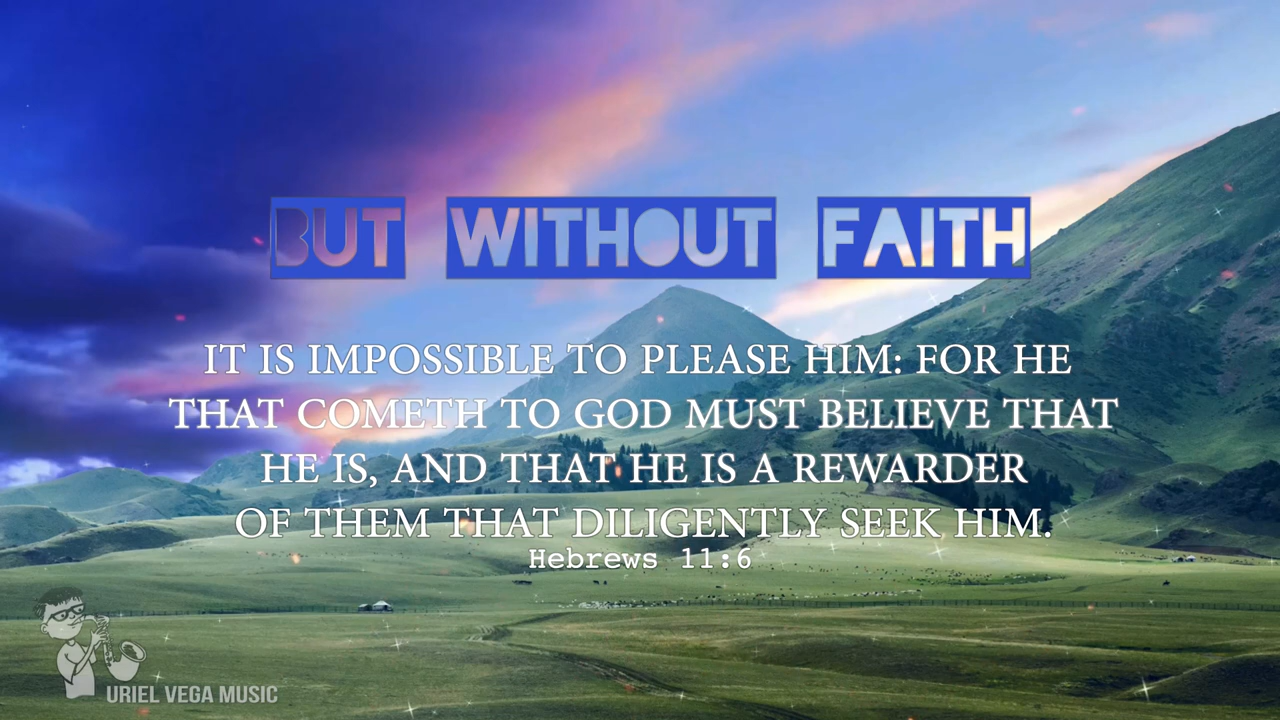 BUT WITHOUT FAITH
IT IS IMPOSSIBLE TO PLEASE HIM: FOR HE
THAT COMETH TO GOD MUST BELIEVE THAT
HE IS, AND THAT HE IS A REWARDER
OF THEM THAT DILIGENTLY SEEK HIM.
Hebrews 11:6
URIEL VEGA MUSIC